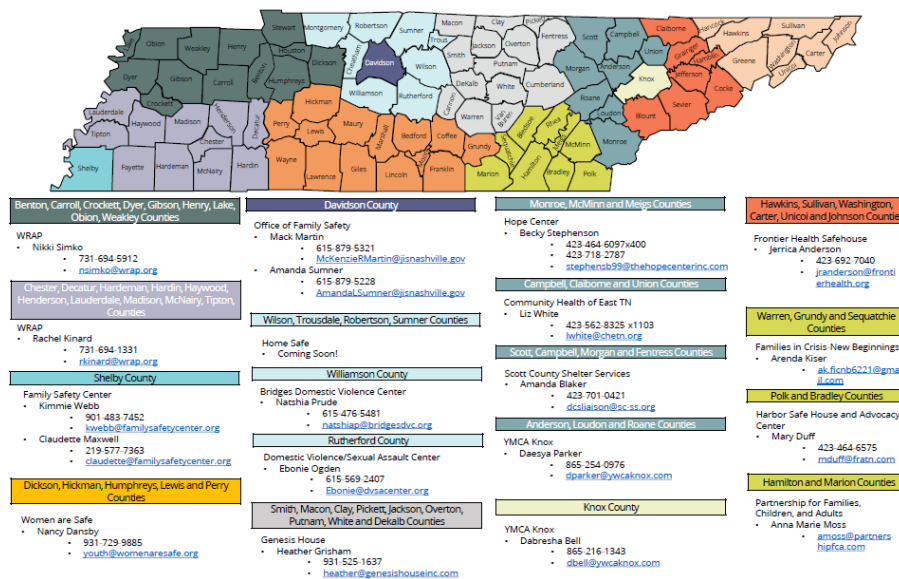 Lake
Obion
Weakley
Henry
Stewart
Montgomery
Robertson
Sumner
Macon
Clay
Pickett
Fentress
Scott
Campbell
Claiborne
Hancock
Hawkins
Sullivan
Johnson
Dyer
Gibson
Carroll
Benton
Houston
Humphreys
Dickson
Cheatham
Davidson
Trous.
Wilson
Smith
Jackson
Overton
Putnam
DeKalb
White
Cumberland
Morgan
Anderson
Union
Grainger
Hamblin
Greene
Washington
Unicoi
Carter
Knox
Jefferson
Cocke
Sevier
Blount
Crockett
Lauderdale
Tipton
Haywood
Madison
Henderson
Decatur
Chester
Perry
Hickman
Lewis
Maury
Williamson
Rutherford
Cannon
Warren
Van Buren
Bledsoe
Rhea
Roane
Loudon
Monroe
Shelby
Fayette
Hardeman
McNairy
Hardin
Wayne
Lawrence
Giles
Marshall
Bedford
Coffee
Moore
Lincoln
Franklin
Grundy
Sequatchie
Marion
Hamilton
Meigs
McMinn
Bradley
Polk
Benton, Carroll, Crockett, Dyer, Gibson, Henry, Lake,
Obion, Weakley Counties
WRAP
• Nikki Simko
• 731-694-5912
• nsimko@wrap.org
Chester, Decatur, Hardeman, Hardin, Haywood,
Henderson, Lauderdale, Madison, McNairy, Tipton,
Counties
WRAP
• Rachel Kinard
• 731-694-1331
• rkinard@wrap.org
Shelby County
Family Safety Center
• Kimmie Webb
• 901-483-7452
• kwebb@familysafetycenter.org
• Claudette Maxwell
• 219-577-7363
• claudette@familysafetycenter.org
Dickson, Hickman, Humphreys, Lewis and Perry
Counties
Women are Safe
• Nancy Dansby
• 931-729-9885
• youth@womenaresafe.org
Davidson County
Office of Family Safety
• Mack Martin
• 615-879-5321
• McKenzieRMartin@jisnashville.gov
• Amanda Sumner
• 615-879-5228
• AmandaLSumner@jisnashville.gov
Wilson, Trousdale, Robertson, Sumner Counties
Home Safe
• Coming Soon!
Williamson County
Bridges Domestic Violence Center
• Natshia Prude
• 615-476-5481
• natshiap@bridgesdvc.org
Rutherford County
Domestic Violence/Sexual Assault Center
• Ebonie Ogden
• 615-569-2407
• Ebonie@dvsacenter.org
Smith, Macon, Clay, Pickett, Jackson, Overton,
Putnam, White and Dekalb Counties
Genesis House
• Heather Grisham
• 931-525-1637
• heather@genesishouseinc.com
Monroe, McMinn and Meigs Counties
Hope Center
• Becky Stephenson
• 423-464-6097x400
• 423-718-2787
• stephensb99@thehopecenterinc.com
Campbell, Claiborne and Union Counties
Community Health of East TN
• Liz White
• 423-562-8325 x1103
• lwhite@chetn.org
Scott, Campbell, Morgan and Fentress Counties
Scott County Shelter Services
• Amanda Blaker
• 423-701-0421
• dcsliaison@sc-ss.org
Anderson, Loudon and Roane Counties
YMCA Knox
• Daesya Parker
• 865-254-0976
• dparker@ywcaknox.com
Knox County
YMCA Knox
• Dabresha Bell
• 865-216-1343
• dbell@ywcaknox.com
Hawkins, Sullivan, Washington,
Carter, Unicoi and Johnson Countie
Frontier Health Safehouse
• Jerrica Anderson
• 423-692-7040
• jranderson@fronti
erhealth.org
Warren, Grundy and Sequatchie
Counties
Families in Crisis-New Beginnings
• Arenda Kiser
• ak.ficnb6221@gma
il.com
Polk and Bradley Counties
Harbor Safe House and Advocacy
Center
• Mary Duff
• 423-464-6575
• mduff@fratn.com
Hamilton and Marion Counties
Partnership for Families,
Children, and Adults
• Anna Marie Moss
• amoss@partners
hipfca.com